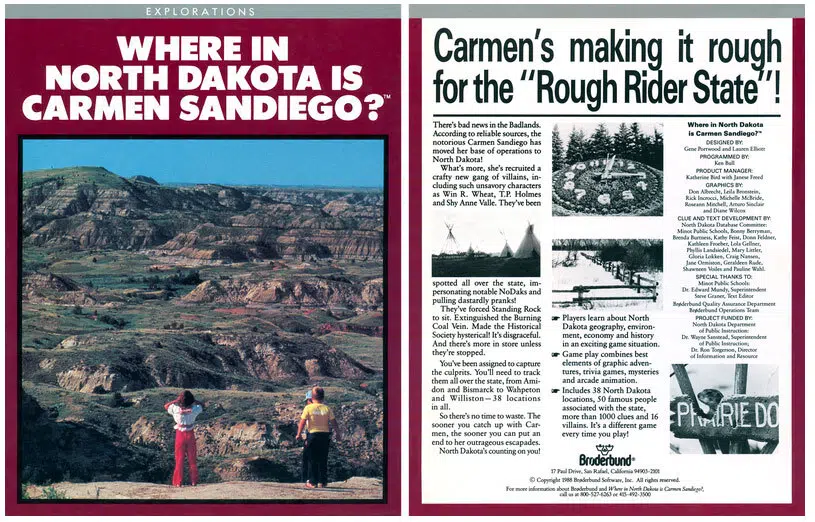 EXPLORATIONS
WHERE IN
NORTH DAKOTA IS
CARMEN SANDIEGO?™
Carmen's making it rough
for the "Rough Rider State"!
There's bad news in the Badlands.
According to reliable sources, the
notorious Carmen Sandiego has
moved her base of operations to
North Dakota!
What's more, she's recruited a
crafty new gang of villains, in-
cluding such unsavory characters
as Win R. Wheat, T.P. Holmes
and Shy Anne Valle. They've been
spotted all over the state, im-
personating notable NoDaks and
pulling dastardly pranks!
They've forced Standing Rock
to sit. Extinguished the Burning
Coal Vein. Made the Historical
Society hysterical! It's disgraceful.
And there's more in store unless
they're stopped.
You've been assigned to capture
the culprits. You'll need to track
them all over the state, from Ami-
don and Bismarck to Wahpeton
and Williston—38 locations
in all.
So there's no time to waste. The
sooner you catch up with Car-
men, the sooner you can put an
end to her outrageous escapades.
North Dakota's counting on you!
☛ Players learn about North
Dakota geography, environ-
ment, economy and history
in an exciting game situation.
☛ Game play combines best
elements of graphic adven-
tures, trivia games, mysteries
and arcade animation.
☛ Includes 38 North Dakota
locations, 50 famous people
associated with the state,
more than 1000 clues and 16
villains. It's a different game
every time you play!
Where in North Dakota
is Carmen Sandiego?™
DESIGNED BY:
Gene Portwood and Lauren Elliott
PROGRAMMED BY:
Ken Bull
PRODUCT MANAGER:
Katherine Bird with Janese Freed
GRAPHICS BY:
Don Albrecht, Leila Bronstein,
Rick Incrocci, Michelle McBride,
Roseann Mitchell, Arturo Sinclair
and Diane Wilcox
CLUE AND TEXT DEVELOPMENT BY:
North Dakota Database Committee:
Minot Public Schools, Bonny Berryman,
Brenda Burtness, Kathy Feist, Donn Feldner,
Kathleen Froeber, Lola Gellner,
Phyllis Landsiedel, Mary Littler,
Gloria Lokken, Craig Nansen,
Jane Ormiston, Geraldeen Rude,
Shawneen Voiles and Pauline Wahl.
SPECIAL THANKS TO:
Minot Public Schools:
Dr. Edward Mundy, Superintendent
Steve Granet, Text Editor
Brøderbund Quality Assurance Department
Brøderbund Operations Team
PROJECT FUNDED BY:
North Dakota Department
of Public Instruction:
Dr. Wayne Sanstead, Superintendent
of Public Instruction;
Dr. Ron Torgerson, Director
of Information and Resource
PRAIRIE DO
Brøderbund®
17 Paul Drive, San Rafael, California 94903-2101
© Copyright 1988 Brøderbund Software, Inc. All rights reserved.
For more information about Brøderbund and Where in North Dakota is Carmen Sandiego?,
call us at 800-527-6263 or 415-492-3500